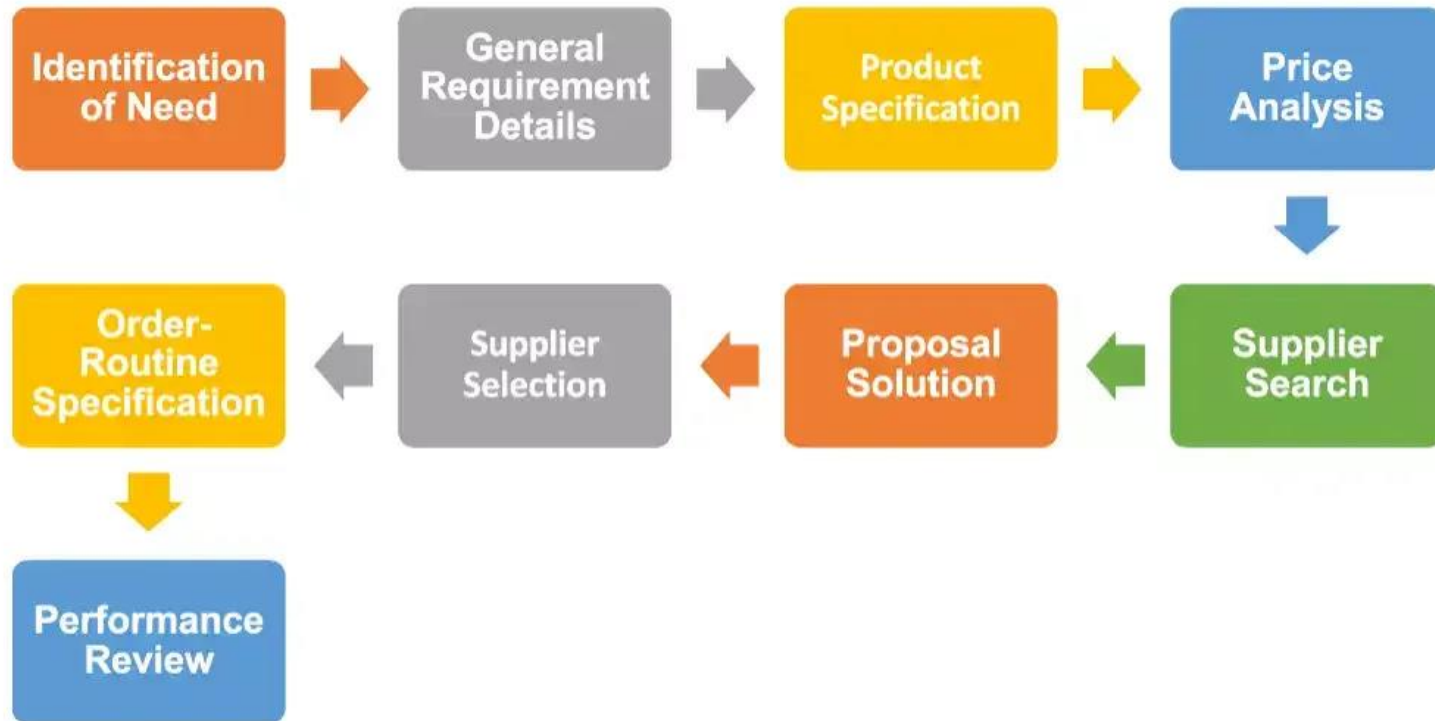 Identification
of Need
General
Requirement
Details
Product
Specification
Price
Analysis
Supplier
Search
Proposal
Solution
Supplier
Selection
Order-
Routine
Specification
Performance
Review